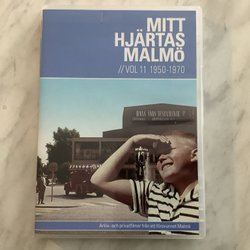 MITT
HJÄRTAS
MALMÖ
// VOL 11 1950-1970
Arkiv- och privatfilmer från ett försvunnet Malmö